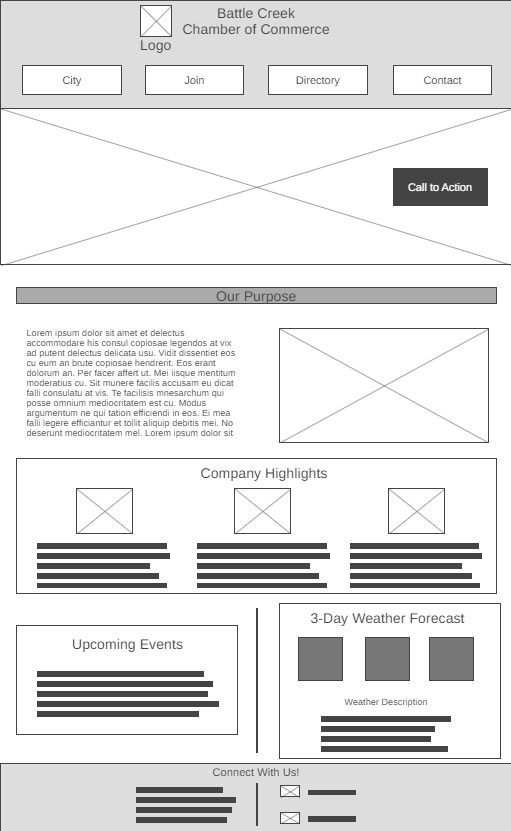 Battle Creek
Chamber of Commerce
Logo
City
Join
Directory
Contact
Call to Action
Our Purpose
Lorem ipsum dolor sit amet et delectus
accommodare his consul copiosae legendos at vix
ad putent delectus delicata usu. Vidit dissentiet eos
cu eum an brute copiosae hendrerit. Eos erant
dolorum an. Per facer affert ut. Mei iisque mentitum
moderatius cu. Sit munere facilis accusam eu dicat
falli consulatu at vis. Te facilisis mnesarchum qui
posse omnium mediocritatem est cu. Modus
argumentum ne qui tation efficiendi in eos. Ei mea
falli legere efficiantur et tollit aliquip debitis mei. No
deserunt mediocritatem mel. Lorem ipsum dolor sit
Company Highlights
Upcoming Events
3-Day Weather Forecast
Weather Description
Connect With Us!